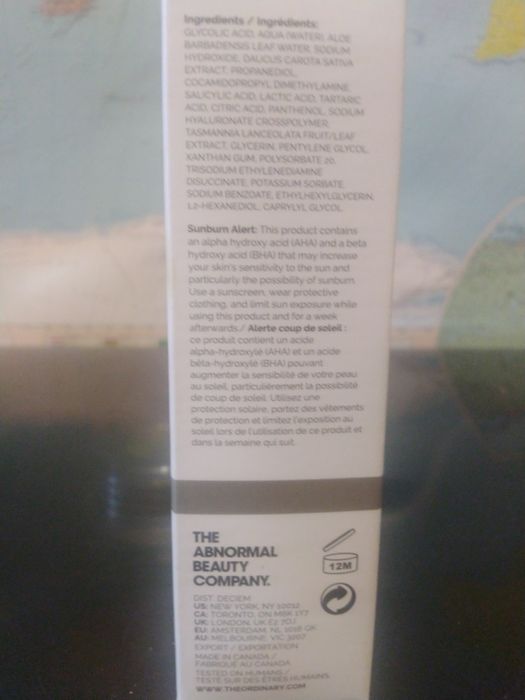 Ingredients / Ingrédients:
GLYCOLIC ACID, AQUA (WATER), ALOE
BARBADENSIS LEAF WATER, SODIUM
HYDROXIDE, DAUCUS CAROTA SATIVA
EXTRACT, PROPANEDIOL,
COCAMIDOPROPYL DIMETHYLAMINE,
SALICYLIC ACID, LACTIC ACID, TARTARIC
ACID, CITRIC ACID, PANTHENOL, SODIUM
HYALURONATE CROSSPOLYMER,
TASMANNIA LANCEOLATA FRUIT/LEAF
EXTRACT, GLYCERIN, PENTYLENE GLYCOL,
XANTHAN GUM, POLYSORBATE 20,
TRISODIUM ETHYLENEDIAMINE
DISUCCINATE, POTASSIUM SORBATE,
SODIUM BENZOATE, ETHYLHEXYLGLYCERIN,
1,2-HEXANEDIOL, CAPRYLYL GLYCOL.
Sunburn Alert: This product contains
an alpha hydroxy acid (AHA) and a beta
hydroxy acid (BHA) that may increase
your skin's sensitivity to the sun and
particularly the possibility of sunburn.
Use a sunscreen, wear protective
clothing, and limit sun exposure while
using this product and for a week
afterwards./ Alerte coup de soleil :
ce produit contient un acide
alpha-hydroxylé (AHA) et un acide
bêta-hydroxylé (BHA) pouvant
augmenter la sensibilité de votre peau
au soleil, particulièrement la possibilité
de coup de soleil. Utilisez une
protection solaire, portez des vêtements
de protection et limitez l'exposition au
soleil lors de l'utilisation de ce produit et
dans la semaine qui suit.
THE
ABNORMAL
BEAUTY
COMPANY.
12M
DIST. DECIEM
US: NEW YORK, NY 10012
CA: TORONTO, ON M8X 1Y7
UK: LONDON, UK E2 7DJ
EU: AMSTERDAM, NL 1016 GK
AU: MELBOURNE, VIC 3207
EXPORT / EXPORTATION
MADE IN CANADA /
FABRIQUÉ AU CANADA
TESTED ON HUMANS /
TESTÉ SUR DES ÊTRES HUMAINS.
WWW.THEORDINARY.COM